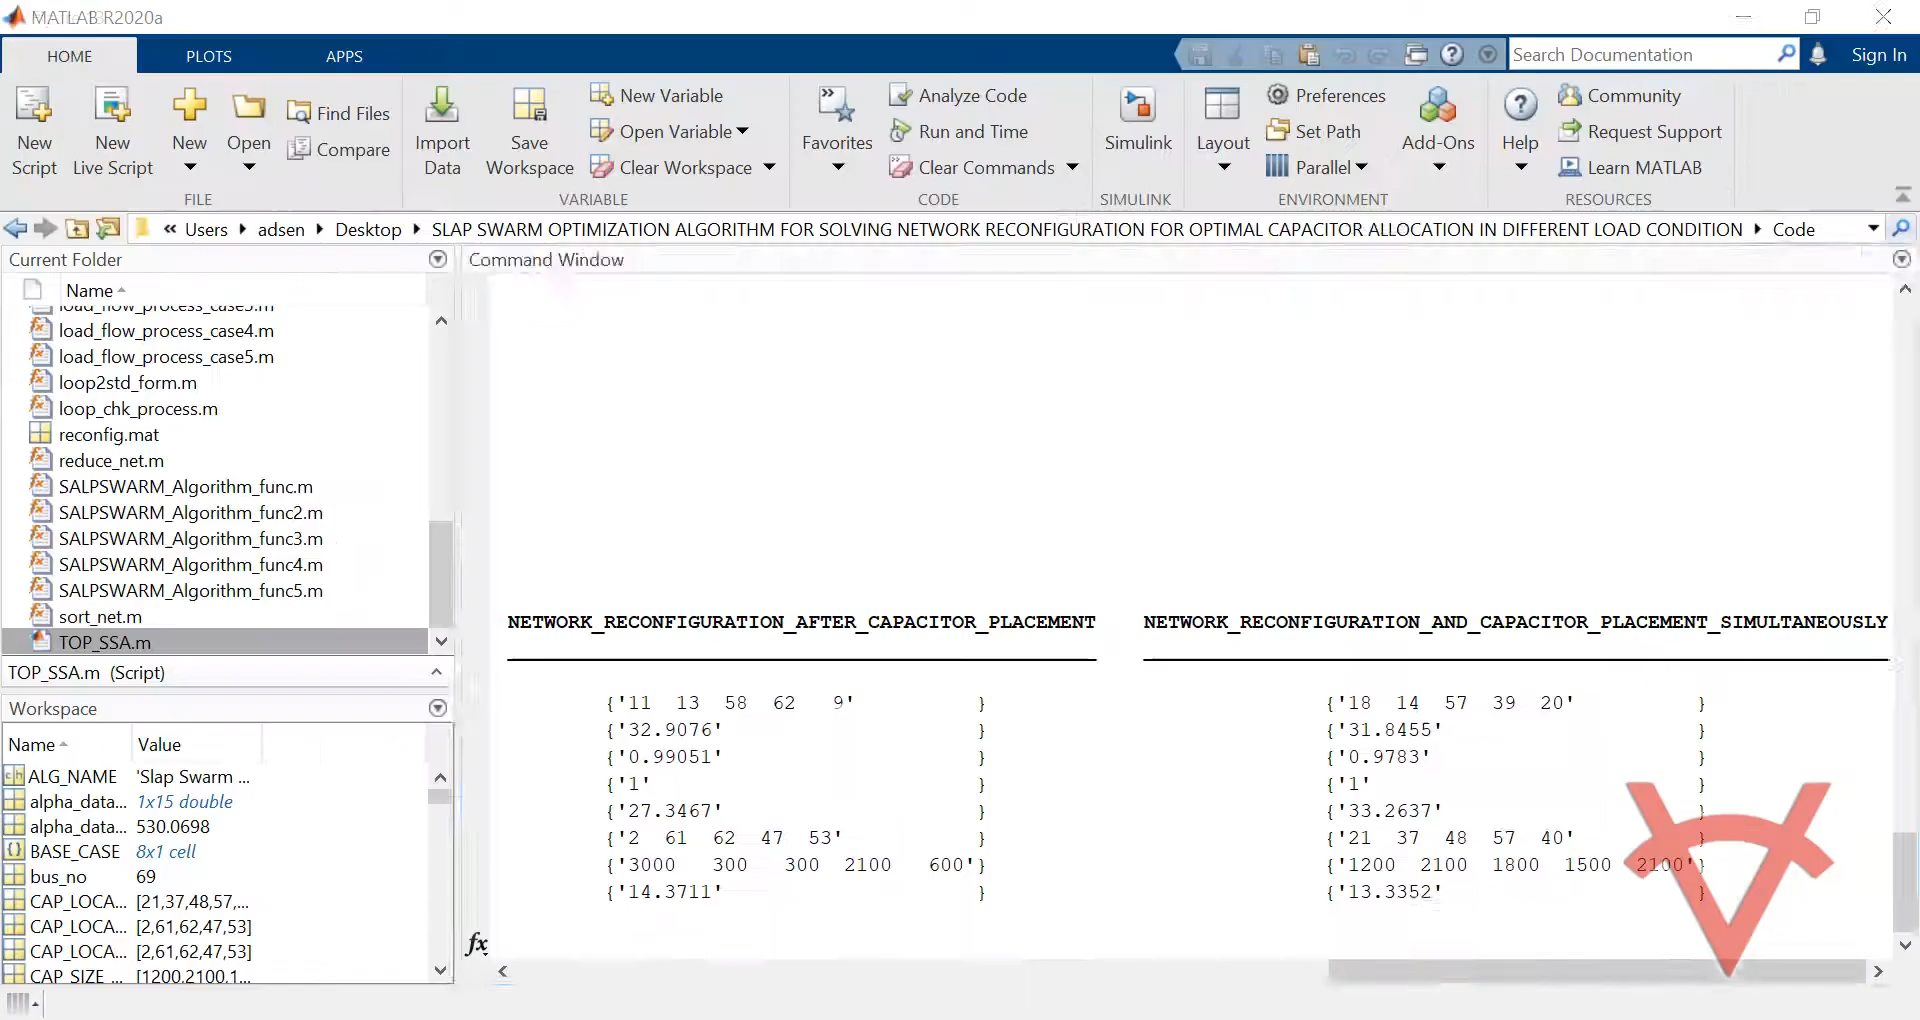 MATLAB R2020a
HOME PLOTS APPS
Search Documentation
Sign In
New Script
New Live Script
New
Open
Find Files
Compare
FILE
Import Data
Save Workspace
New Variable
Open Variable
Clear Workspace
VARIABLE
Favorites
Analyze Code
Run and Time
Clear Commands
CODE
Simulink
SIMULINK
Layout
Preferences
Set Path
Parallel
Add-Ons
ENVIRONMENT
Help
Community
Request Support
Learn MATLAB
RESOURCES
« Users ▸ adsen ▸ Desktop ▸ SLAP SWARM OPTIMIZATION ALGORITHM FOR SOLVING NETWORK RECONFIGURATION FOR OPTIMAL CAPACITOR ALLOCATION IN DIFFERENT LOAD CONDITION ▸ Code
Current Folder
Name
load_flow_process_case3.m
load_flow_process_case4.m
load_flow_process_case5.m
loop2std_form.m
loop_chk_process.m
reconfig.mat
reduce_net.m
SALPSWARM_Algorithm_func.m
SALPSWARM_Algorithm_func2.m
SALPSWARM_Algorithm_func3.m
SALPSWARM_Algorithm_func4.m
SALPSWARM_Algorithm_func5.m
sort_net.m
TOP_SSA.m
TOP_SSA.m (Script)
Workspace
Name Value
ALG_NAME 'Slap Swarm ...
alpha_data... 1x15 double
alpha_data... 530.0698
BASE_CASE 8x1 cell
bus_no 69
CAP_LOCA... [21,37,48,57,...
CAP_LOCA... [2,61,62,47,53]
CAP_LOCA... [2,61,62,47,53]
CAP_SIZE ... [1200,2100,1...
Command Window
NETWORK_RECONFIGURATION_AFTER_CAPACITOR_PLACEMENT NETWORK_RECONFIGURATION_AND_CAPACITOR_PLACEMENT_SIMULTANEOUSLY
{'11 13 58 62 9' } {'18 14 57 39 20' }
{'32.9076' } {'31.8455' }
{'0.99051' } {'0.9783' }
{'1' } {'1' }
{'27.3467' } {'33.2637' }
{'2 61 62 47 53' } {'21 37 48 57 40' }
{'3000 300 300 2100 600'} {'1200 2100 1800 1500 2100'}
{'14.3711' } {'13.3352' }
fx